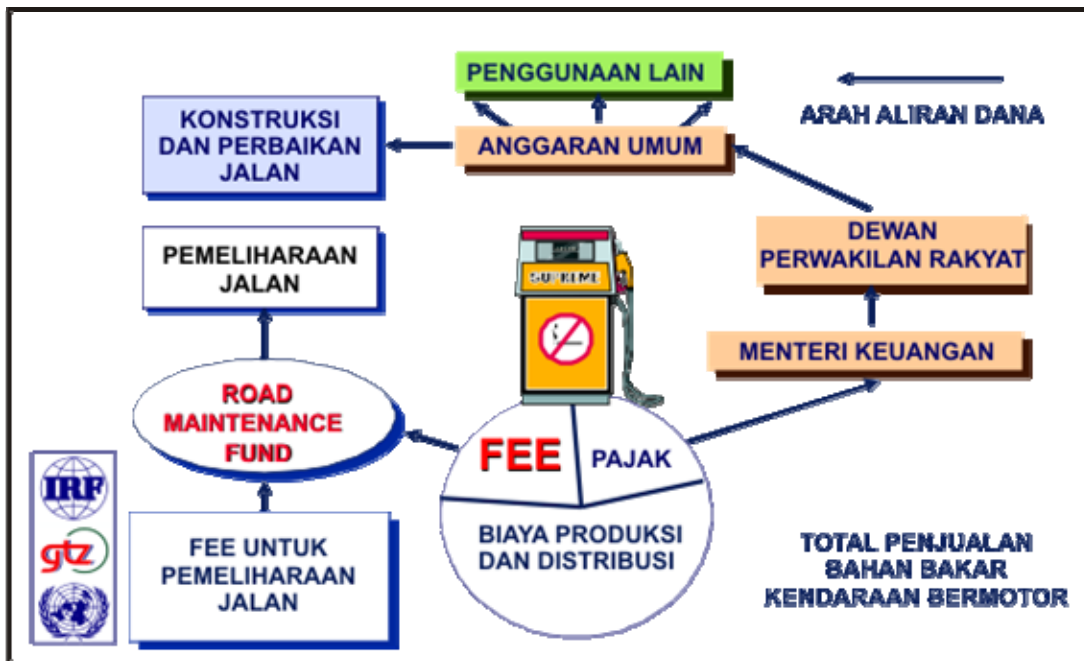 PENGGUNAAN LAIN
ARAH ALIRAN DANA
KONSTRUKSI
DAN PERBAIKAN
JALAN
ANGGARAN UMUM
PEMELIHARAAN
JALAN
DEWAN
PERWAKILAN RAKYAT
SUPREME
MENTERI KEUANGAN
ROAD
MAINTENANCE
FUND
FEE
PAJAK
BIAYA PRODUKSI
DAN DISTRIBUSI
IRF
gtz
FEE UNTUK
PEMELIHARAAN
JALAN
TOTAL PENJUALAN
BAHAN BAKAR
KENDARAAN BERMOTOR